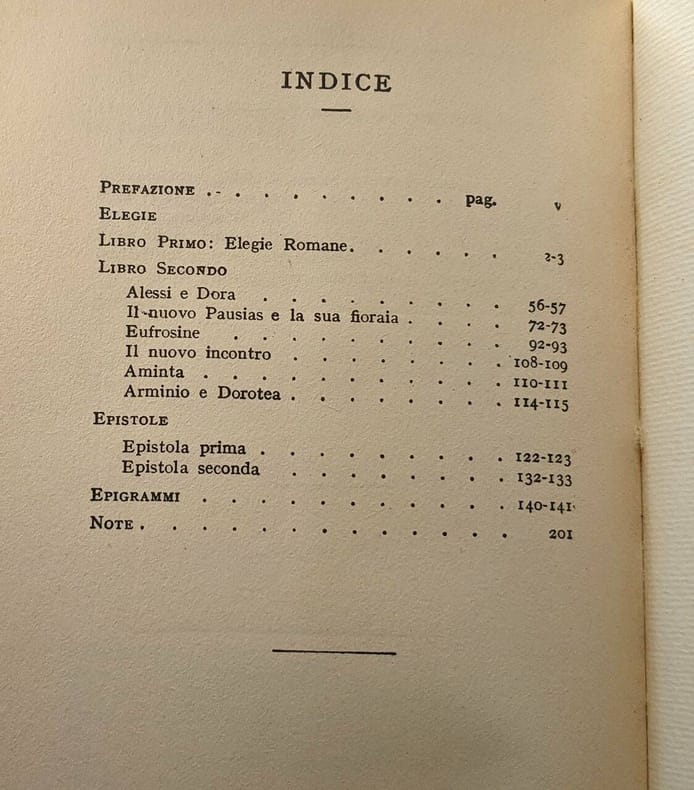 INDICE
PREFAZIONE . . . . . . . . . pag. v
ELEGIE
LIBRO PRIMO: Elegie Romane. . . . . . 2-3
LIBRO SECONDO
Alessi e Dora . . . . . . . . . 56-57
Il nuovo Pausias e la sua fioraia . . . . 72-73
Eufrosine . . . . . . . . . . 92-93
Il nuovo incontro . . . . . . . . 108-109
Aminta . . . . . . . . . . . 110-111
Arminio e Dorotea . . . . . . . . 114-115
EPISTOLE
Epistola prima . . . . . . . . . 122-123
Epistola seconda . . . . . . . . 132-133
EPIGRAMMI . . . . . . . . . . . 140-141
NOTE . . . . . . . . . . . . . 201